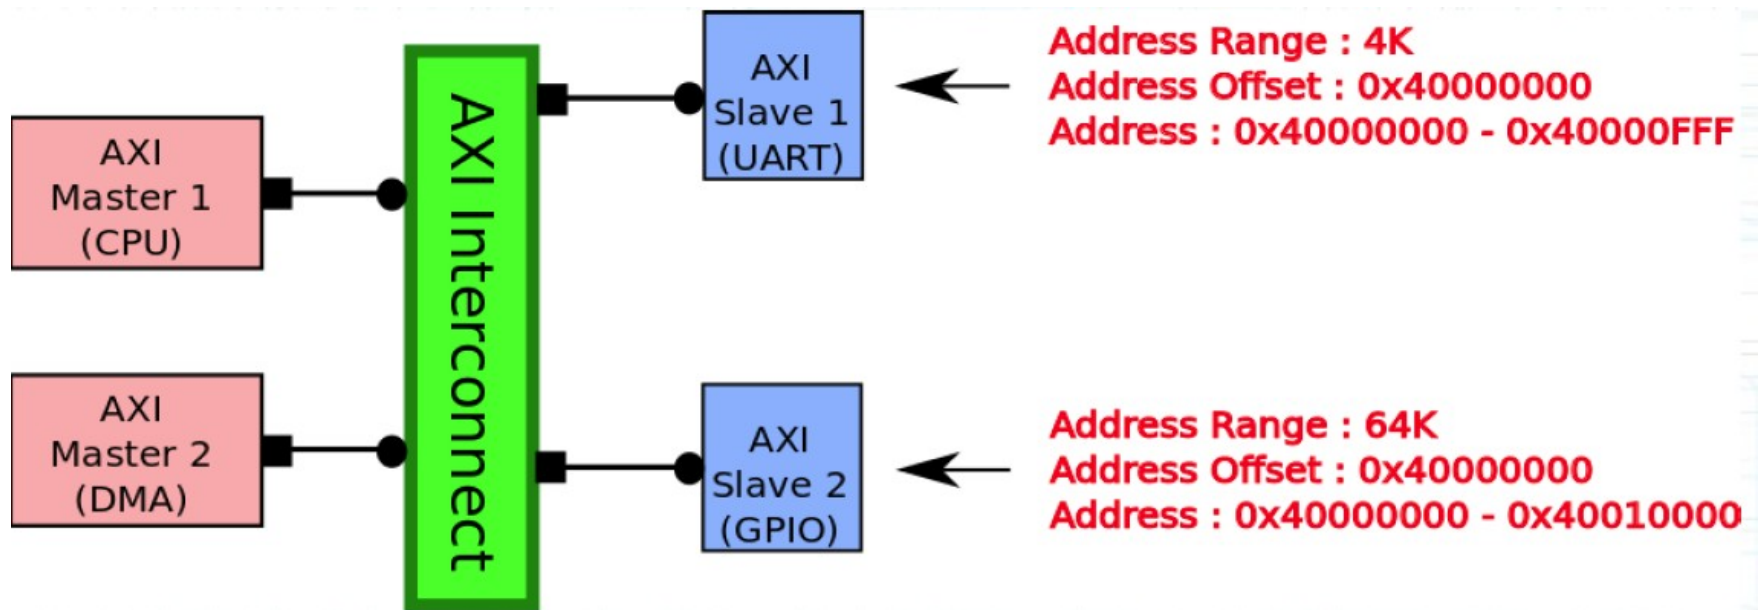 AXI
Master 1
(CPU)
AXI
Master 2
(DMA)
AXI Interconnect
AXI
Slave 1
(UART)
Address Range : 4K
Address Offset : 0x40000000
Address : 0x40000000 - 0x40000FFF
AXI
Slave 2
(GPIO)
Address Range : 64K
Address Offset : 0x40000000
Address : 0x40000000 - 0x40010000